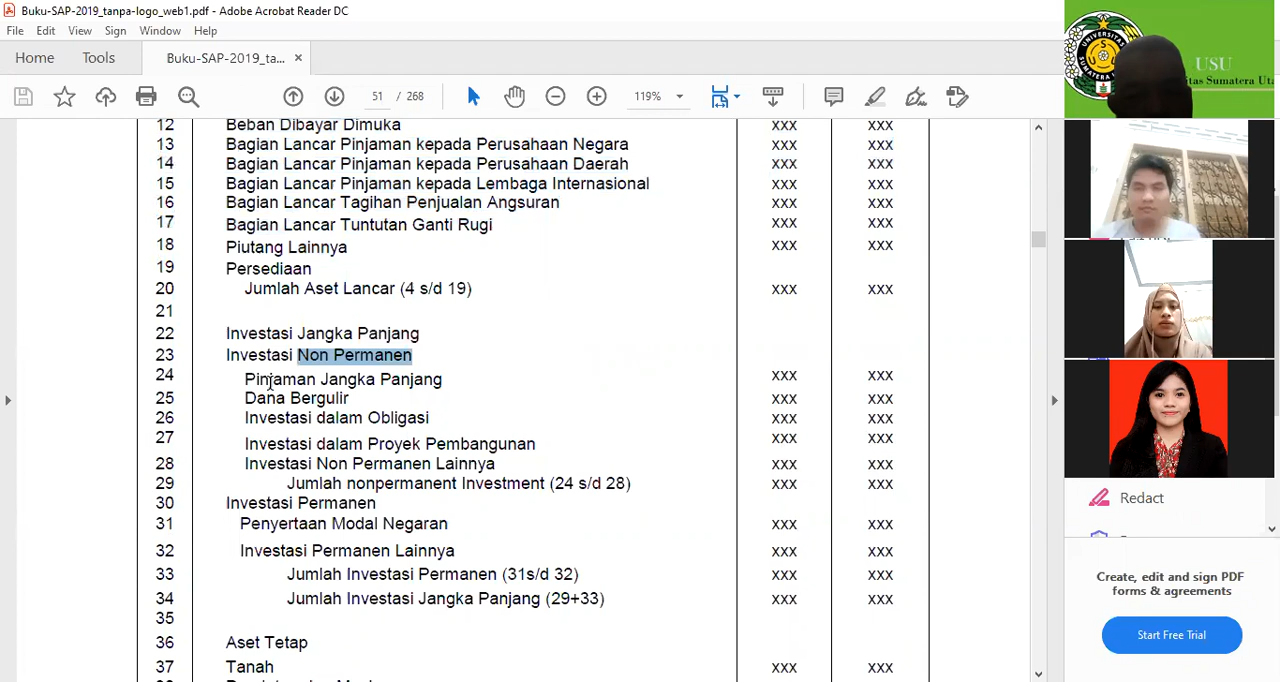 Buku-SAP-2019_tanpa-logo_web1.pdf - Adobe Acrobat Reader DC
File Edit View Sign Window Help
Home Tools Buku-SAP-2019_ta... ×
51 / 268 119%
12 Beban Dibayar Dimuka xxx xxx
13 Bagian Lancar Pinjaman kepada Perusahaan Negara xxx xxx
14 Bagian Lancar Pinjaman kepada Perusahaan Daerah xxx xxx
15 Bagian Lancar Pinjaman kepada Lembaga Internasional xxx xxx
16 Bagian Lancar Tagihan Penjualan Angsuran xxx xxx
17 Bagian Lancar Tuntutan Ganti Rugi xxx xxx
18 Piutang Lainnya xxx xxx
19 Persediaan
20 Jumlah Aset Lancar (4 s/d 19) xxx xxx
21
22 Investasi Jangka Panjang
23 Investasi Non Permanen
24 Pinjaman Jangka Panjang xxx xxx
25 Dana Bergulir xxx xxx
26 Investasi dalam Obligasi xxx xxx
27 Investasi dalam Proyek Pembangunan xxx xxx
28 Investasi Non Permanen Lainnya xxx xxx
29 Jumlah nonpermanent Investment (24 s/d 28) xxx xxx
30 Investasi Permanen
31 Penyertaan Modal Negaran xxx xxx
32 Investasi Permanen Lainnya xxx xxx
33 Jumlah Investasi Permanen (31s/d 32) xxx xxx
34 Jumlah Investasi Jangka Panjang (29+33) xxx xxx
35
36 Aset Tetap
37 Tanah xxx xxx
USU
Sumatera
Redact
Create, edit and sign PDF
forms & agreements
Start Free Trial